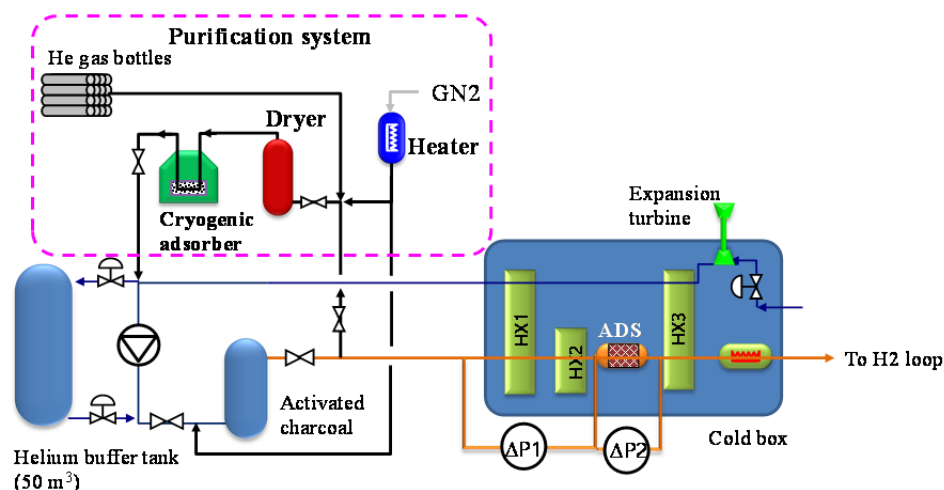 Purification system
He gas bottles
GN2
Dryer
Heater
Cryogenic
adsorber
Expansion
turbine
HX1
HX2
ADS
HX3
To H2 loop
Activated
charcoal
Cold box
ΔP1
ΔP2
Helium buffer tank
(50 m³)